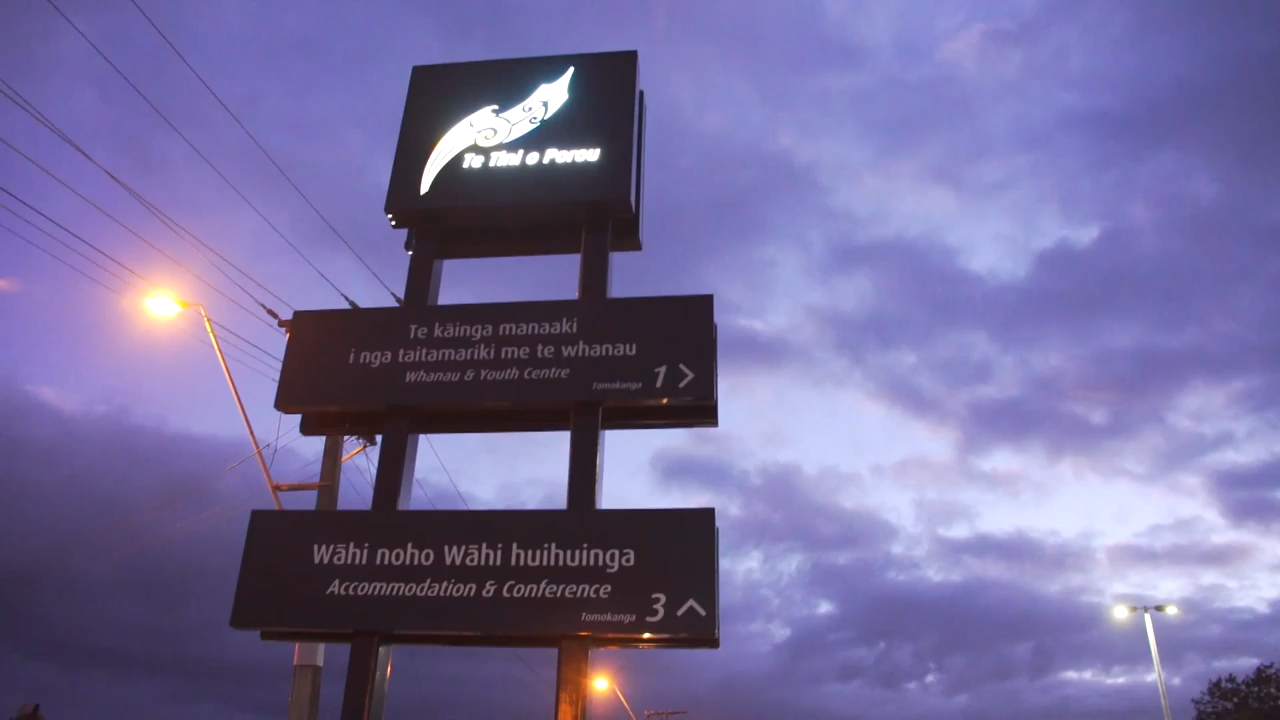 Te Tini o Porou
Te kāinga manaaki
i nga taitamariki me te whanau
Whanau & Youth Centre
Tomokanga 1 >
Wāhi noho Wāhi huihuinga
Accommodation & Conference
Tomokanga 3